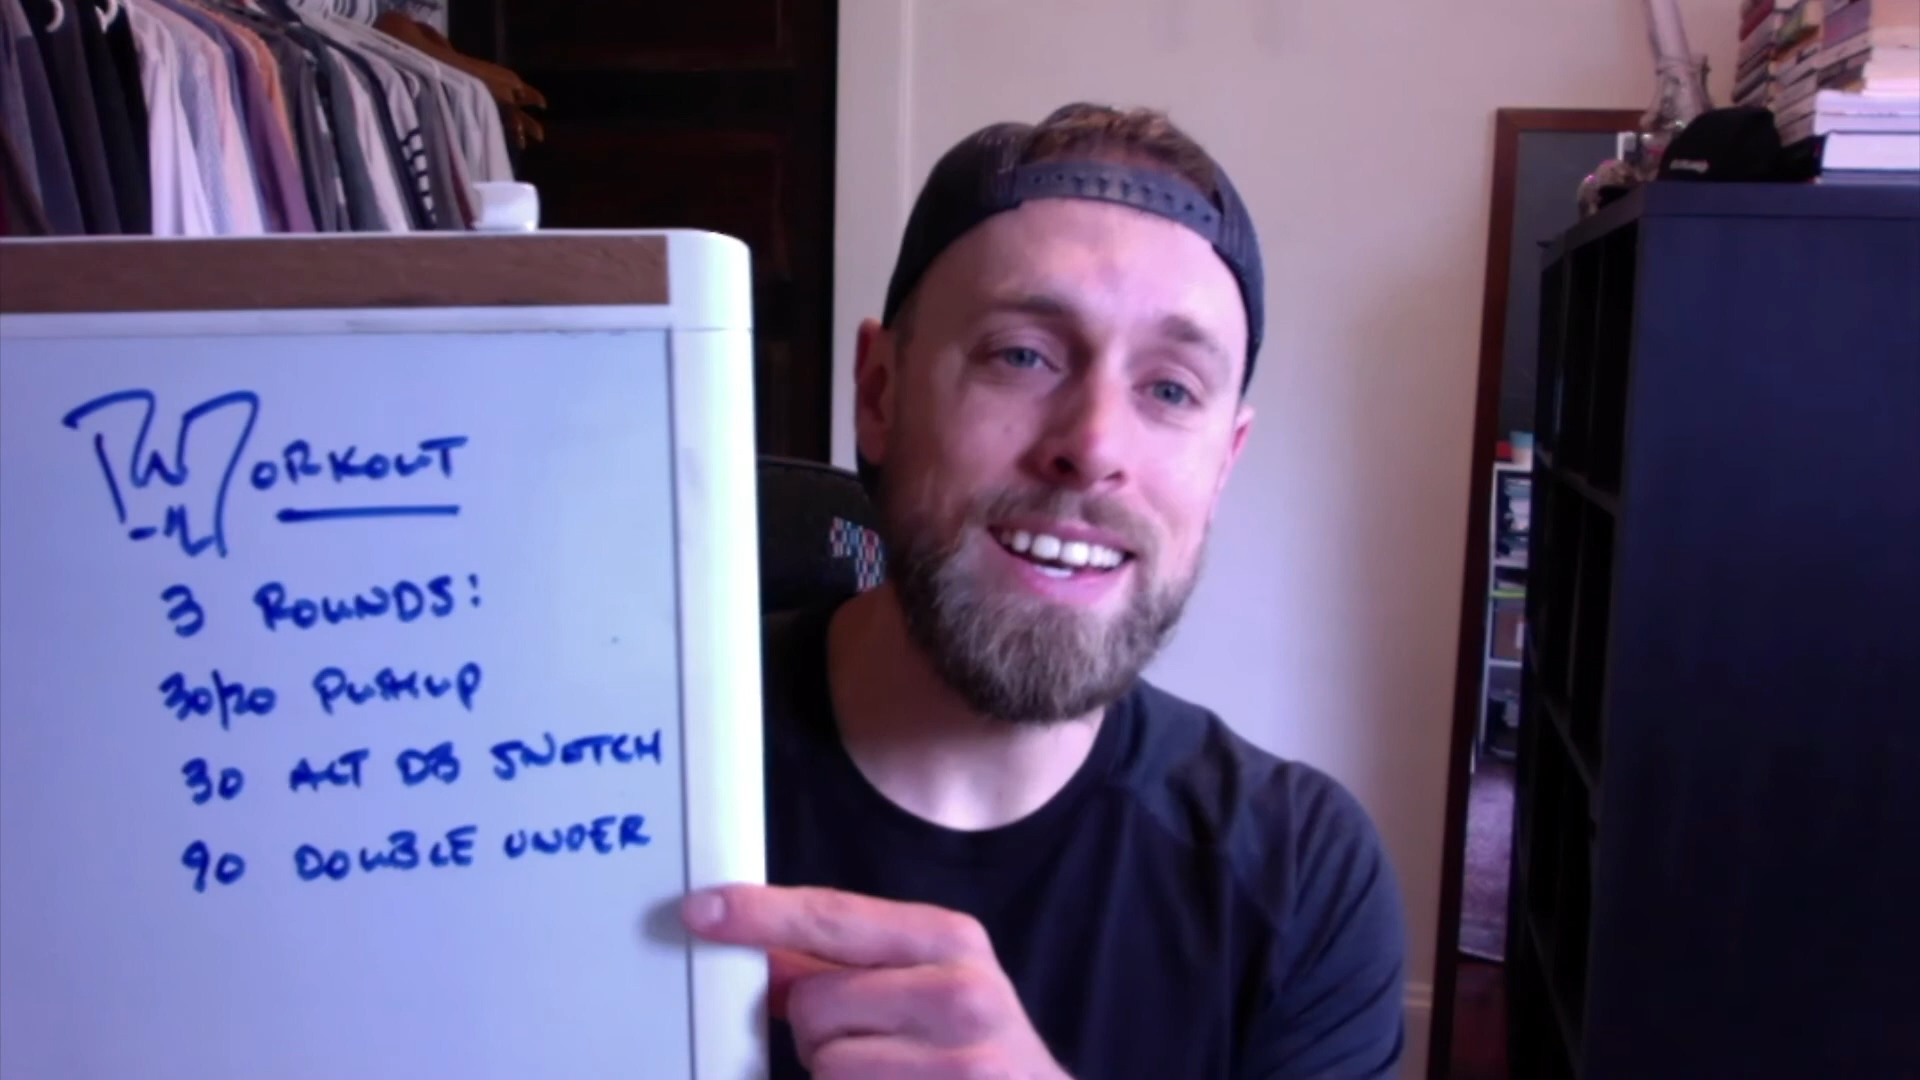 WORKOUT
3 ROUNDS:
30/20 PUSHUP
30 ALT DB SNATCH
90 DOUBLE UNDER